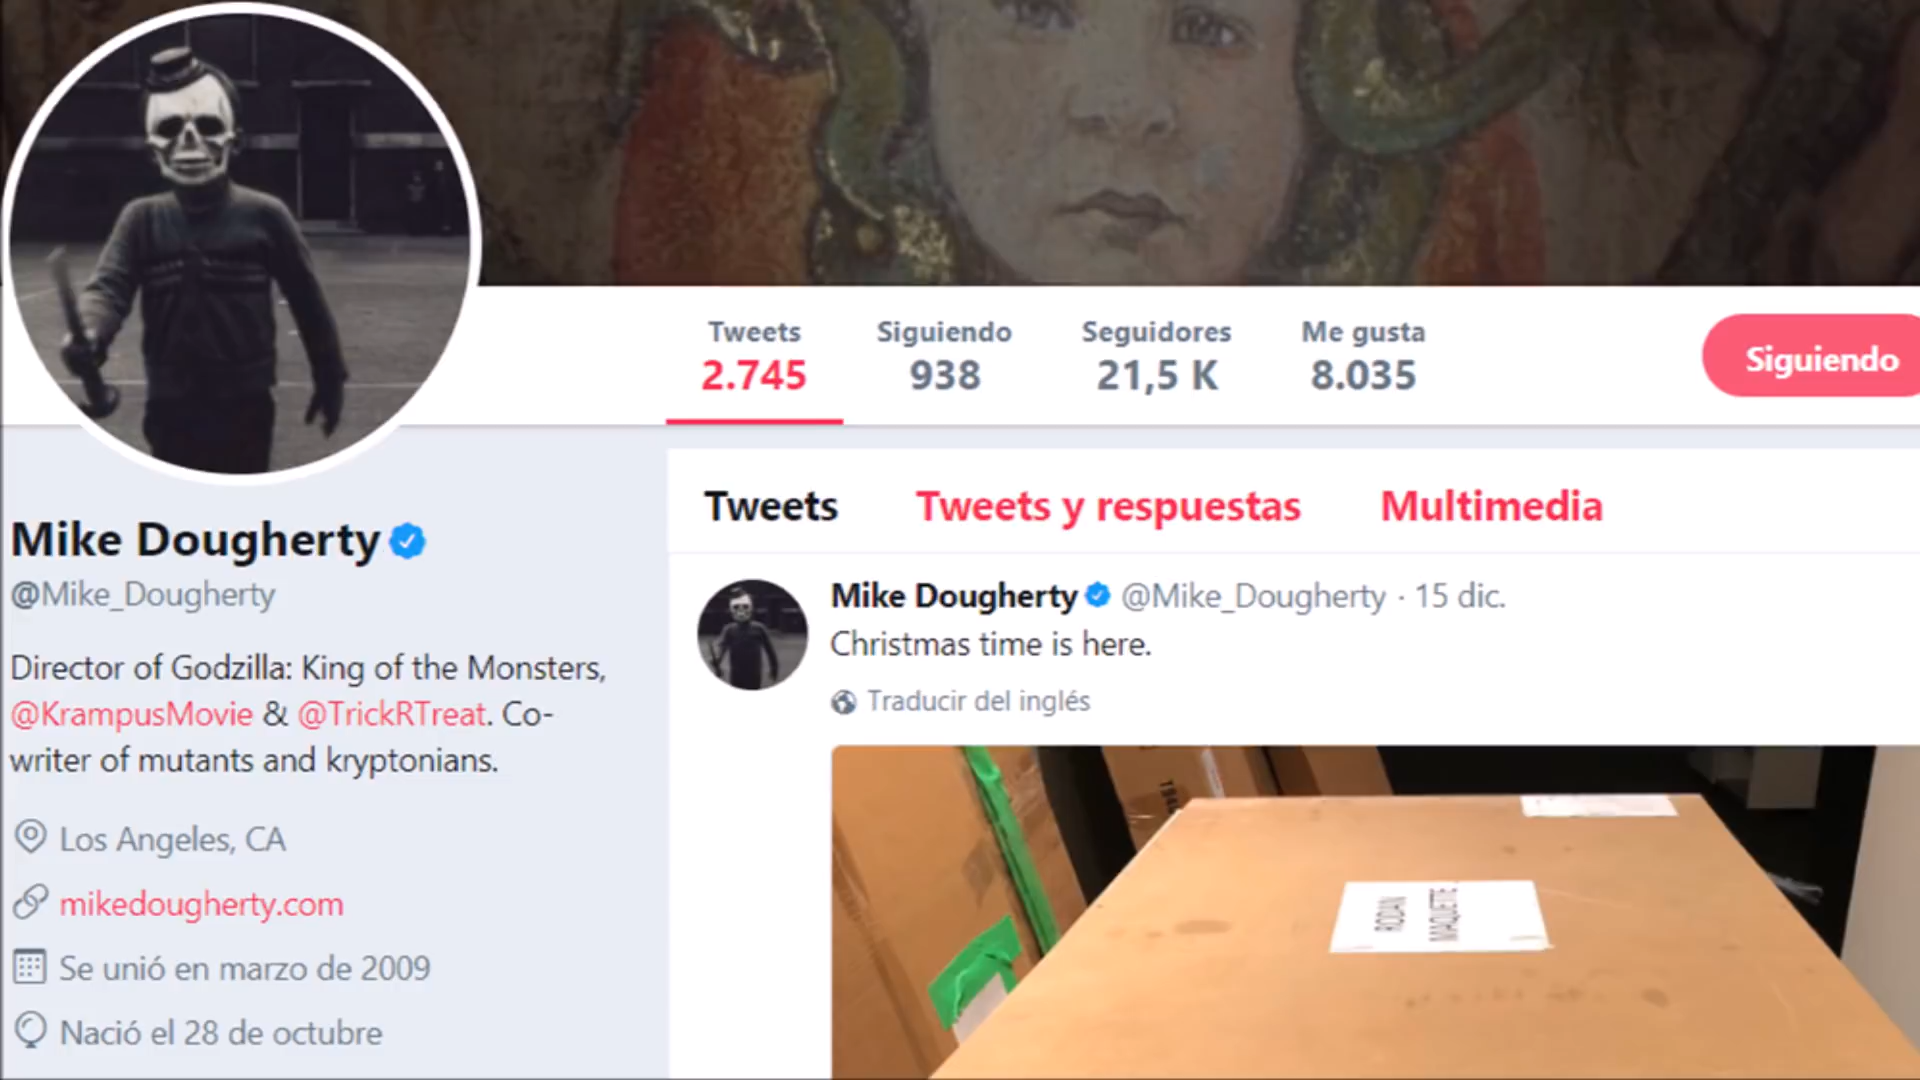 Tweets
2.745
Siguiendo
938
Seguidores
21,5 K
Me gusta
8.035
Siguiendo
Mike Dougherty
@Mike_Dougherty
Director of Godzilla: King of the Monsters,
@KrampusMovie & @TrickRTreat. Co-
writer of mutants and kryptonians.
Los Angeles, CA
mikedougherty.com
Se unió en marzo de 2009
Nació el 28 de octubre
Tweets Tweets y respuestas Multimedia
Mike Dougherty @Mike_Dougherty · 15 dic.
Christmas time is here.
Traducir del inglés
RODAN
MAQUETTE